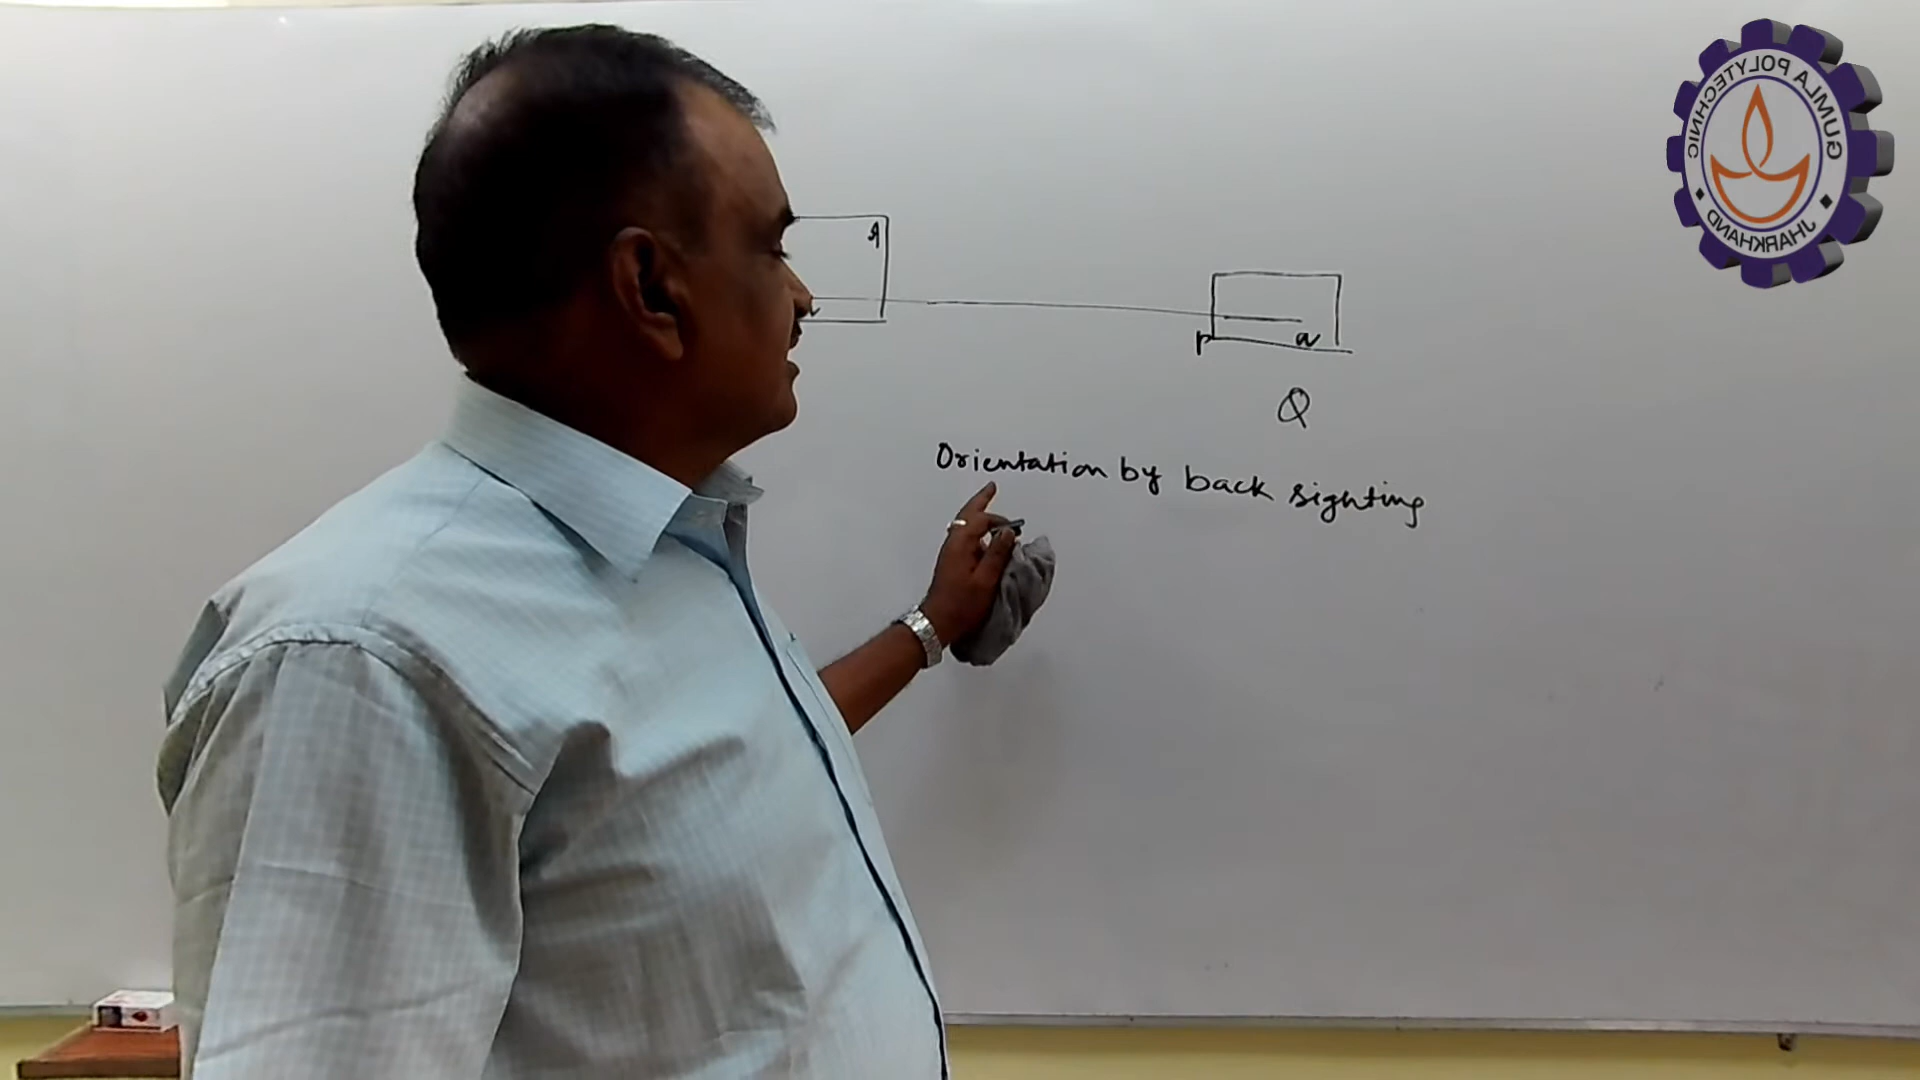 GUMLA POLYTECHNIC
JHARKHAND
P
a
Q
Orientation by back sighting